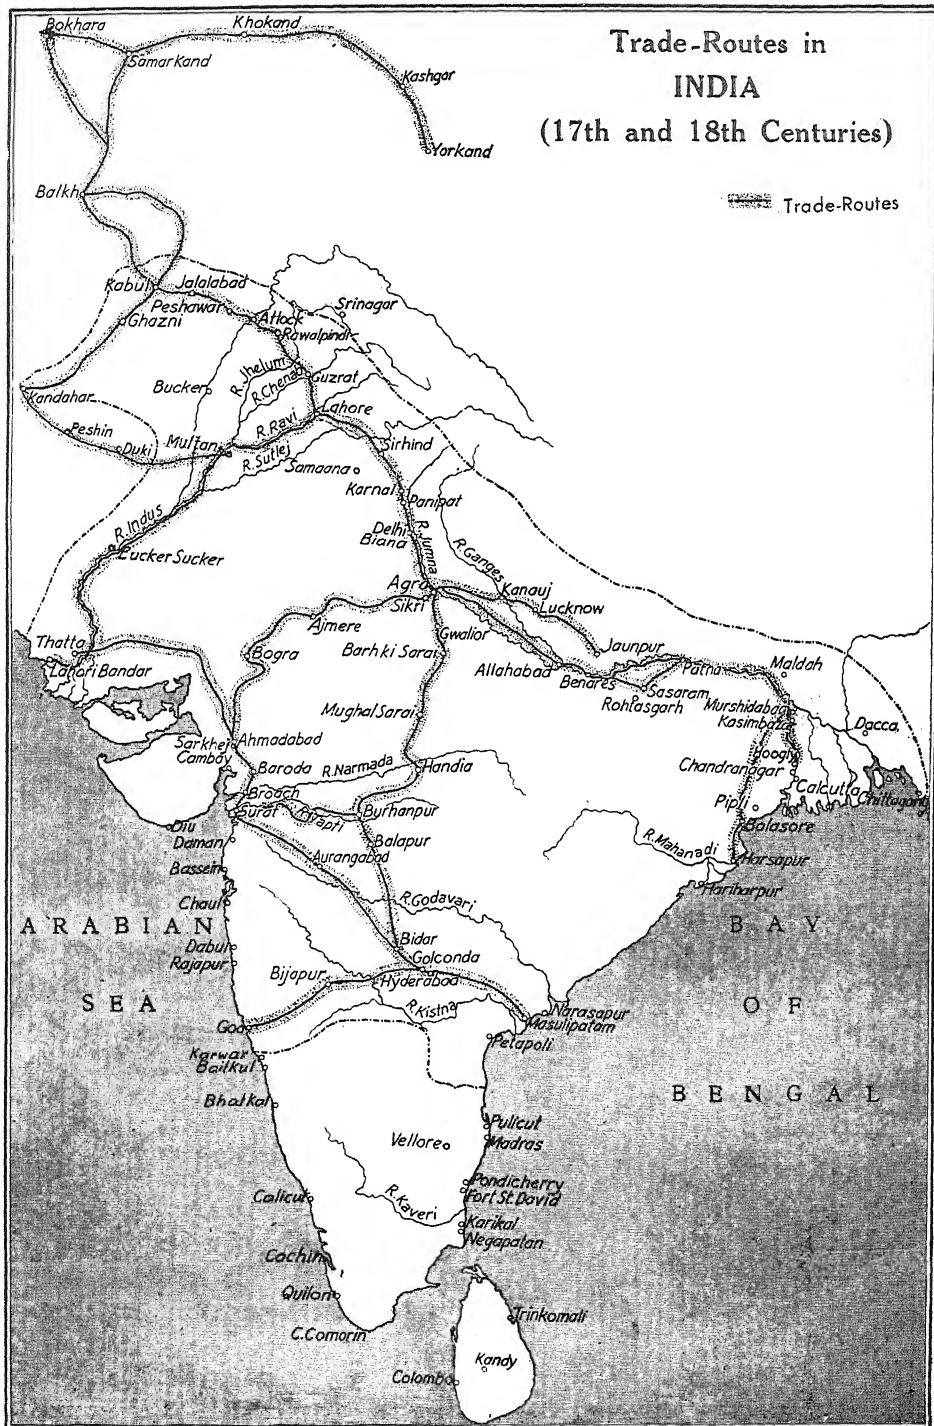 Trade-Routes in
INDIA
(17th and 18th Centuries)
Trade-Routes
Bokhara
Khokand
Samarkand
Kashgar
Yorkand
Balkh
Kabul
Jalalabad
Peshawar
Attock
Srinagar
Ghazni
Rawalpindi
R.Jhelum
R.Chenab
Guzrat
Bucker
Kandahar
Lahore
R.Ravi
Peshin
Duki
Multan
Sirhind
R.Sutlej
Samaana
Karnal
Panipat
R.Indus
Delhi
Biana
R.Jumna
R.Ganges
Sucker
Agra
Sikri
Kanauj
Lucknow
Ajmere
Gwalior
Jaunpur
Thatta
Bogra
Barhki Sarai
Lahori Bandar
Allahabad
Benares
Patna
Maldah
Sasaram
Rohtasgarh
Murshidabad
Kasimbazar
Mughal Sarai
Dacca
Sarkhej
Ahmadabad
Cambay
Baroda
R.Narmada
Handia
Hoogly
Chandranagar
Calcutta
Chittagong
Broach
Surat
R.Tapti
Burhanpur
Pipli
Diu
Daman
Balapur
Balasore
Aurangabad
R.Mahanadi
Harsapur
Bassein
Hariharpur
Chaul
R.Godavari
ARABIAN
BAY
Dabul
Rajapur
Bidar
Golconda
Bijapur
Hyderabad
SEA
OF
R.Kistna
Narasapur
Masulipatam
Goa
Petapoli
Karwar
Baitkul
BENGAL
Bhatkal
Pulicut
Madras
Vellore
Pondicherry
Fort St.David
Calicut
R.Kaveri
Karikal
Negapatan
Cochin
Quilon
C.Comorin
Trinkomali
Kandy
Colombo